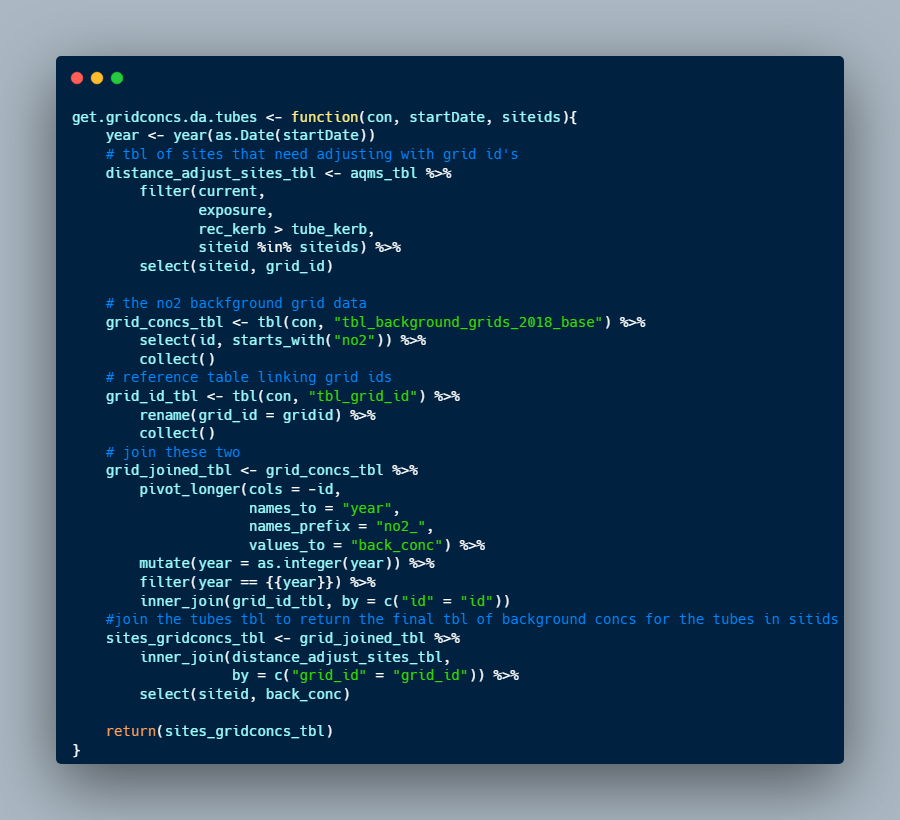 get.gridconcs.da.tubes <- function(con, startDate, siteids){
    year <- year(as.Date(startDate))
    # tbl of sites that need adjusting with grid id's
    distance_adjust_sites_tbl <- aqms_tbl %>%
        filter(current,
               exposure,
               rec_kerb > tube_kerb,
               siteid %in% siteids) %>%
        select(siteid, grid_id)

    # the no2 backfground grid data
    grid_concs_tbl <- tbl(con, "tbl_background_grids_2018_base") %>%
        select(id, starts_with("no2")) %>%
        collect()
    # reference table linking grid ids
    grid_id_tbl <- tbl(con, "tbl_grid_id") %>%
        rename(grid_id = gridid) %>%
        collect()
    # join these two
    grid_joined_tbl <- grid_concs_tbl %>%
        pivot_longer(cols = -id,
                     names_to = "year",
                     names_prefix = "no2_",
                     values_to = "back_conc") %>%
        mutate(year = as.integer(year)) %>%
        filter(year == {{year}}) %>%
        inner_join(grid_id_tbl, by = c("id" = "id"))
    #join the tubes tbl to return the final tbl of background concs for the tubes in sitids
    sites_gridconcs_tbl <- grid_joined_tbl %>%
        inner_join(distance_adjust_sites_tbl,
                   by = c("grid_id" = "grid_id")) %>%
        select(siteid, back_conc)

    return(sites_gridconcs_tbl)
}